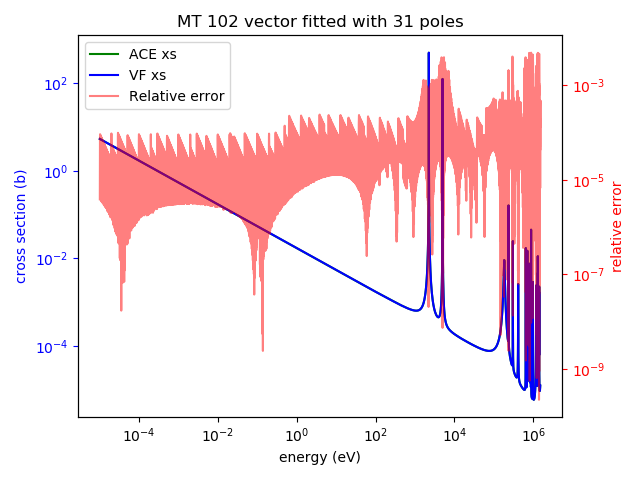 MT 102 vector fitted with 31 poles
ACE xs
VF xs
Relative error
cross section (b)
10^2
10^0
10^-2
10^-4
10^-3
10^-5
10^-7
10^-9
relative error
10^-4
10^-2
10^0
10^2
10^4
10^6
energy (eV)